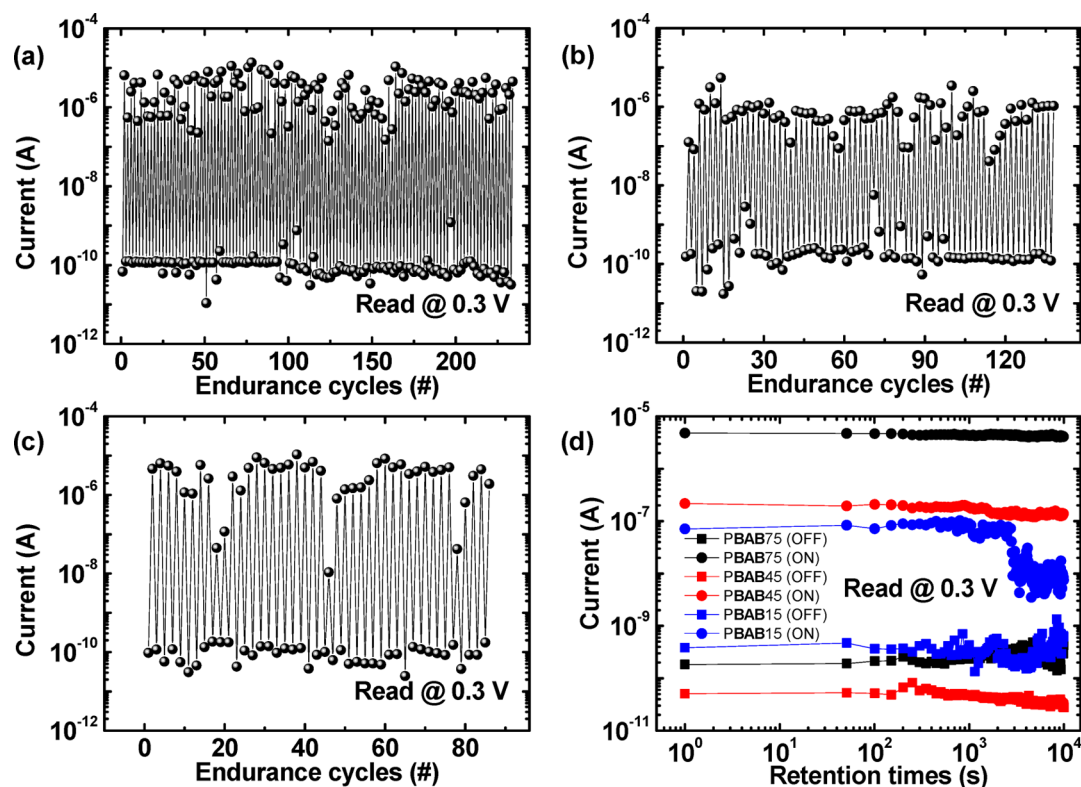 (a)
10^-4
10^-6
10^-8
10^-10
10^-12
Current (A)
0 50 100 150 200
Endurance cycles (#)
Read @ 0.3 V
(b)
10^-4
10^-6
10^-8
10^-10
10^-12
Current (A)
0 30 60 90 120
Endurance cycles (#)
Read @ 0.3 V
(c)
10^-4
10^-6
10^-8
10^-10
10^-12
Current (A)
0 20 40 60 80
Endurance cycles (#)
Read @ 0.3 V
(d)
10^-5
10^-7
10^-9
10^-11
Current (A)
PBAB75 (OFF)
PBAB75 (ON)
PBAB45 (OFF)
PBAB45 (ON)
PBAB15 (OFF)
PBAB15 (ON)
Read @ 0.3 V
10^0 10^1 10^2 10^3 10^4
Retention times (s)